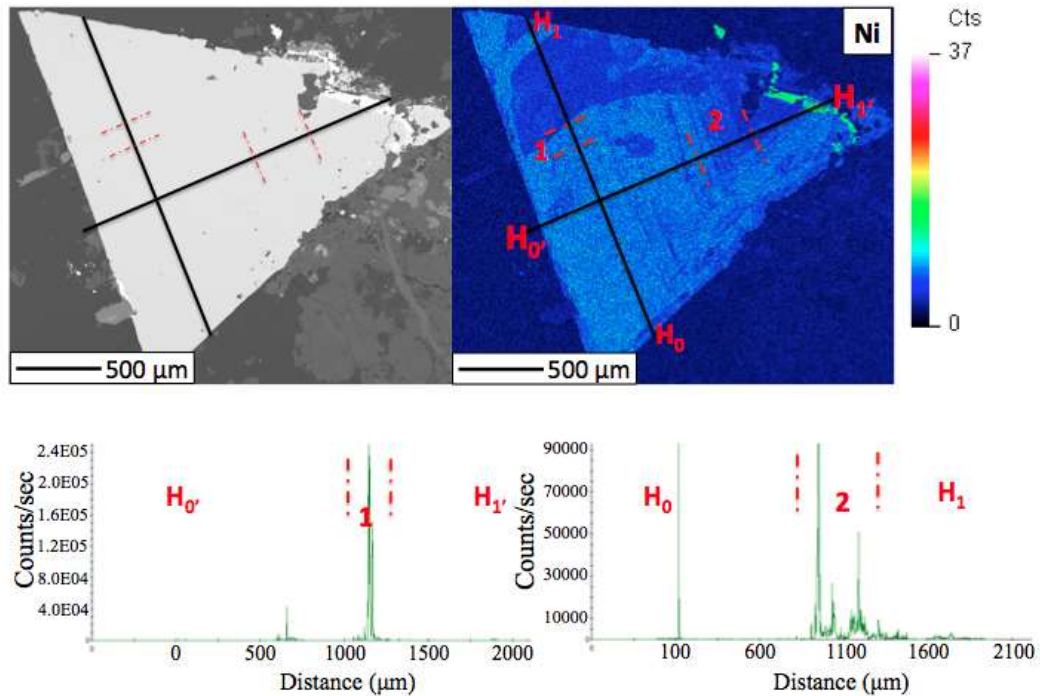 Cts
Ni
37
H1
H1'
2
1
H0'
0
H0
500 µm
500 µm
2.4E05
2.0E05
1.6E05
1.2E05
8.0E04
4.0E04
Counts/sec
H0'
1
H1'
0 500 1000 1500 2000
Distance (µm)
90000
70000
50000
30000
10000
Counts/sec
H0
2
H1
100 600 1100 1600 2100
Distance (µm)